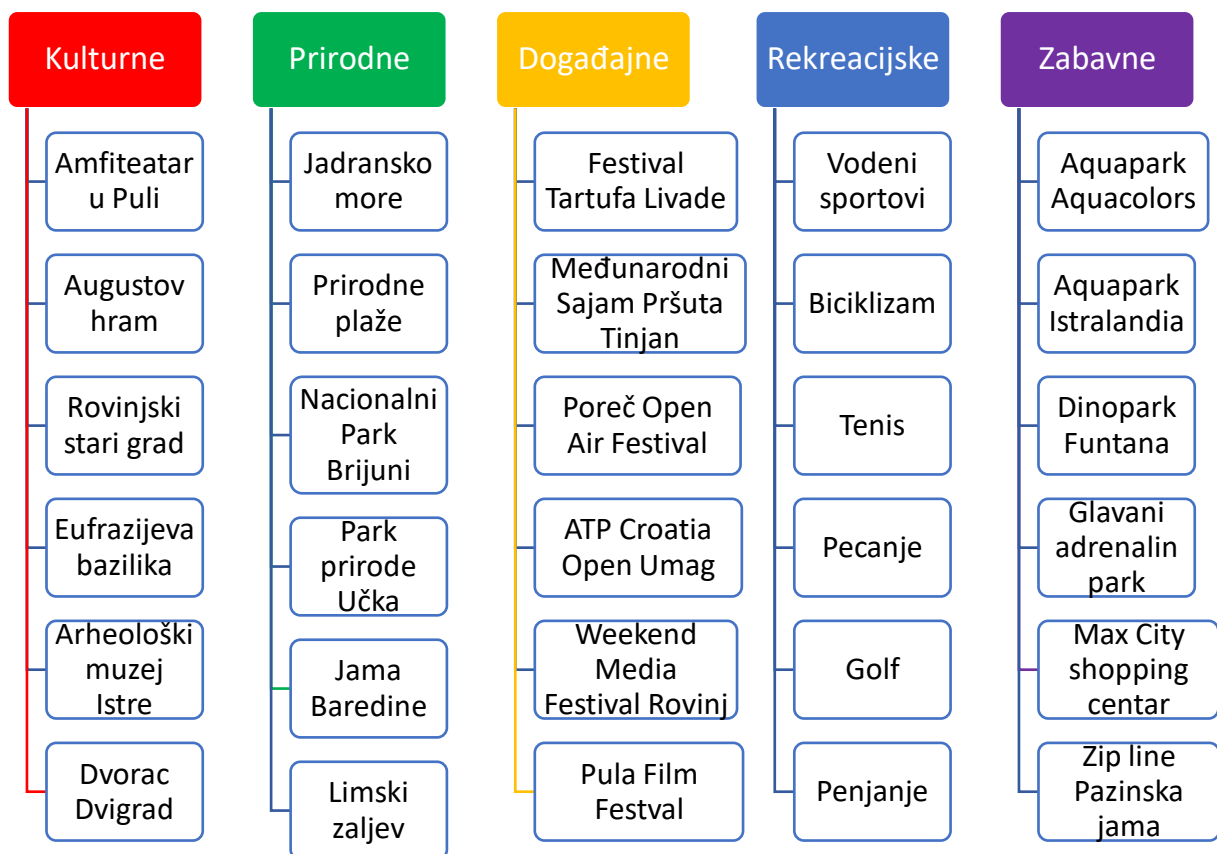 Kulturne
Amfiteatar
u Puli
Augustov
hram
Rovinjski
stari grad
Eufrazijeva
bazilika
Arheološki
muzej
Istre
Dvorac
Dvigrad
Prirodne
Jadransko
more
Prirodne
plaže
Nacionalni
Park
Brijuni
Park
prirode
Učka
Jama
Baredine
Limski
zaljev
Događajne
Festival
Tartufa Livade
Međunarodni
Sajam Pršuta
Tinjan
Poreč Open
Air Festival
ATP Croatia
Open Umag
Weekend
Media
Festival Rovinj
Pula Film
Festval
Rekreacijske
Vodeni
sportovi
Biciklizam
Tenis
Pecanje
Golf
Penjanje
Zabavne
Aquapark
Aquacolors
Aquapark
Istralandia
Dinopark
Funtana
Glavani
adrenalin
park
Max City
shopping
centar
Zip line
Pazinska
jama